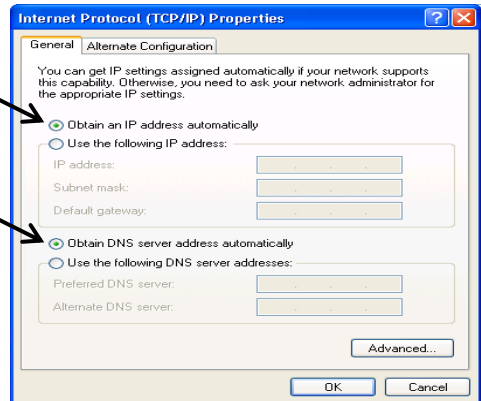 Internet Protocol (TCP/IP) Properties
General
Alternate Configuration
You can get IP settings assigned automatically if your network supports
this capability. Otherwise, you need to ask your network administrator for
the appropriate IP settings.
Obtain an IP address automatically
Use the following IP address:
IP address:
Subnet mask:
Default gateway:
Obtain DNS server address automatically
Use the following DNS server addresses:
Preferred DNS server:
Alternate DNS server:
Advanced...
OK
Cancel